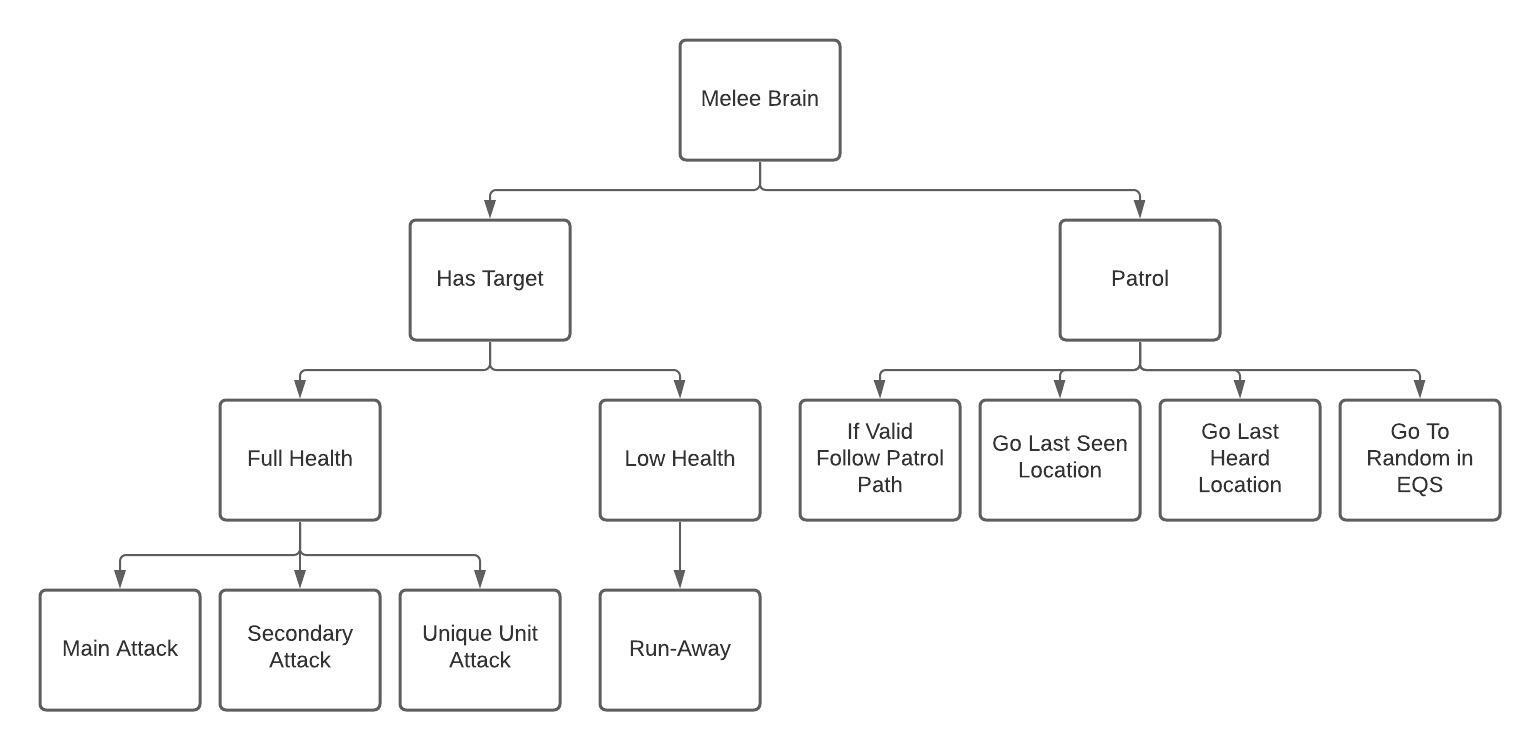 Melee Brain
Has Target
Patrol
Full Health
Low Health
If Valid
Follow Patrol
Path
Go Last Seen
Location
Go Last
Heard
Location
Go To
Random in
EQS
Main Attack
Secondary
Attack
Unique Unit
Attack
Run-Away